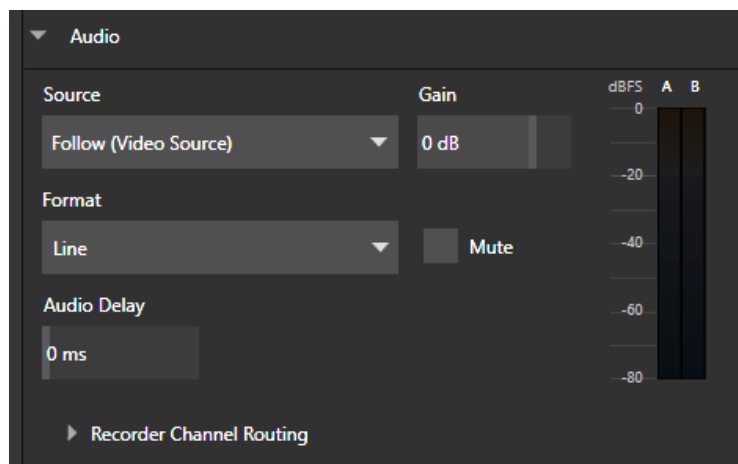 Audio
Source
Gain
dBFS A B
Follow (Video Source)
0 dB
0
-20
-40
-60
-80
Format
Line
Mute
Audio Delay
0 ms
Recorder Channel Routing